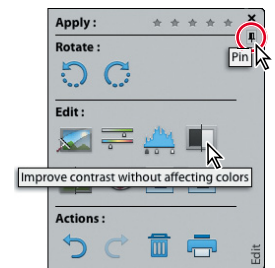 Apply :
Rotate :
Pin
Edit :
Improve contrast without affecting colors
Actions :
Edit